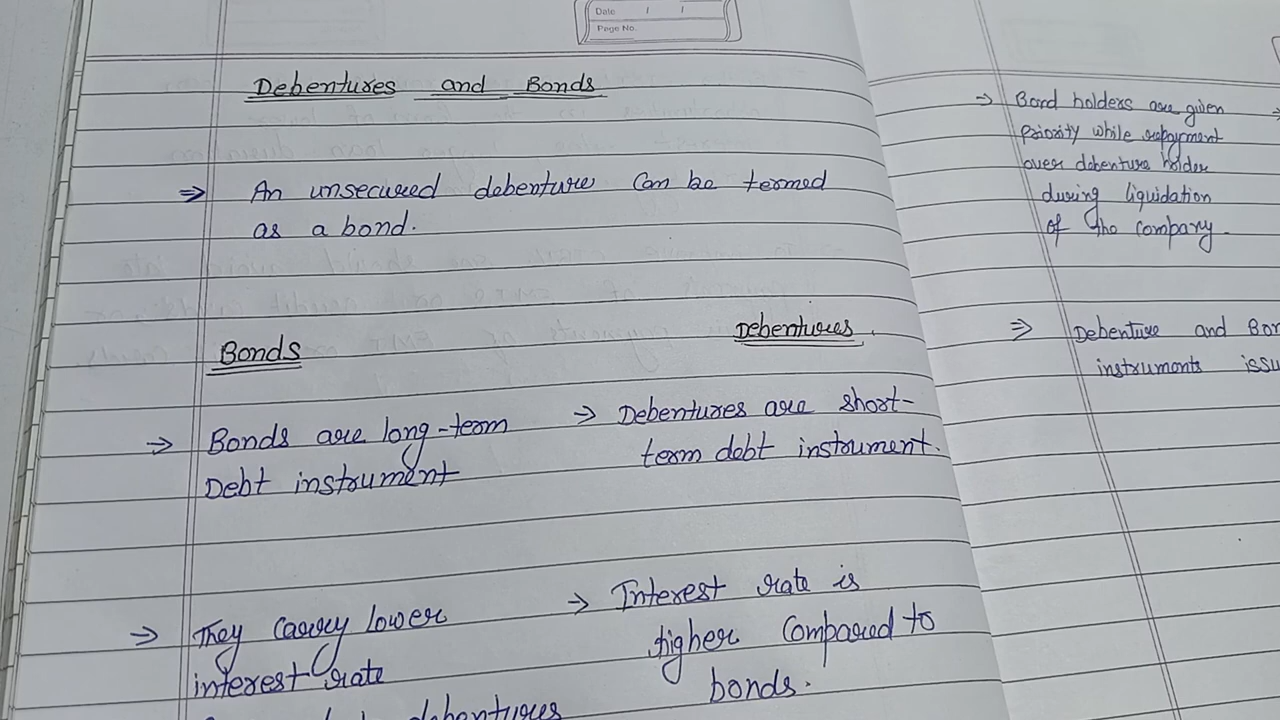 Date / /
Page No.
Debentures and Bonds
⇒ An unsecured debenture can be termed
as a bond.
Bonds
Debentures.
⇒ Bonds are long-term
Debt instrument
⇒ Debentures are short-
term debt instrument.
⇒ They carry lower
interest rate
debentures
⇒ Interest rate is
higher compared to
bonds.
⇒ Bond holders are given
priority while repayment
over debenture holder
during liquidation
of the company.
⇒ Debenture and
instruments